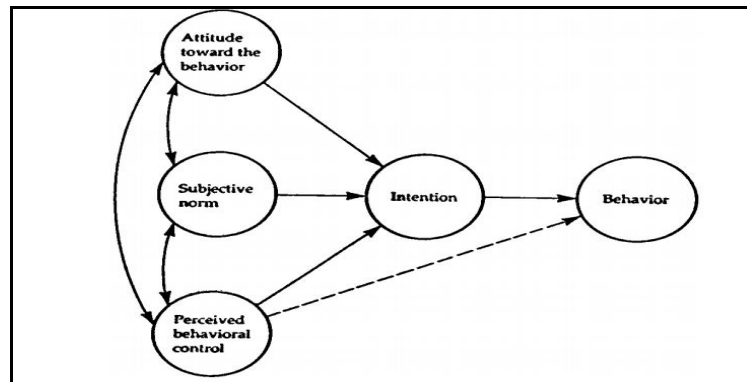 Attitude
toward the
behavior
Subjective
norm
Intention
Behavior
Perceived
behavioral
control